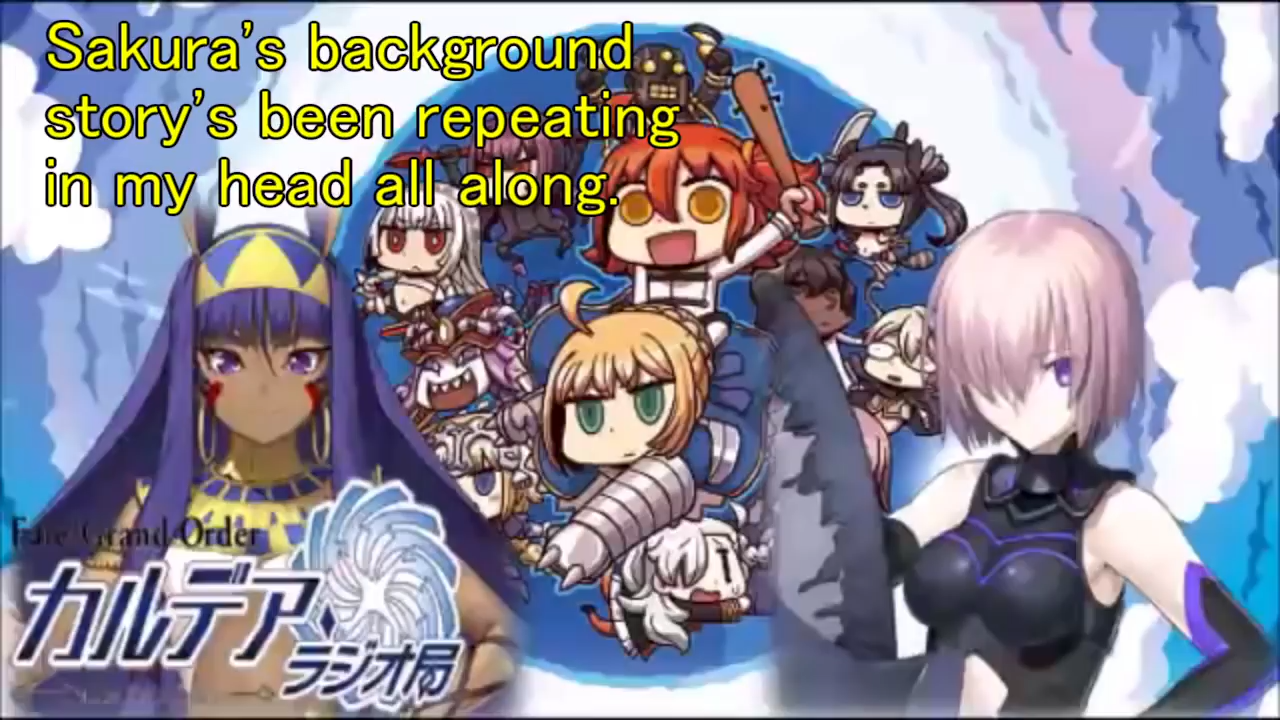 Sakura's background
story's been repeating
in my head all along.
Fate/Grand Order
カルデア・
ラジオ局